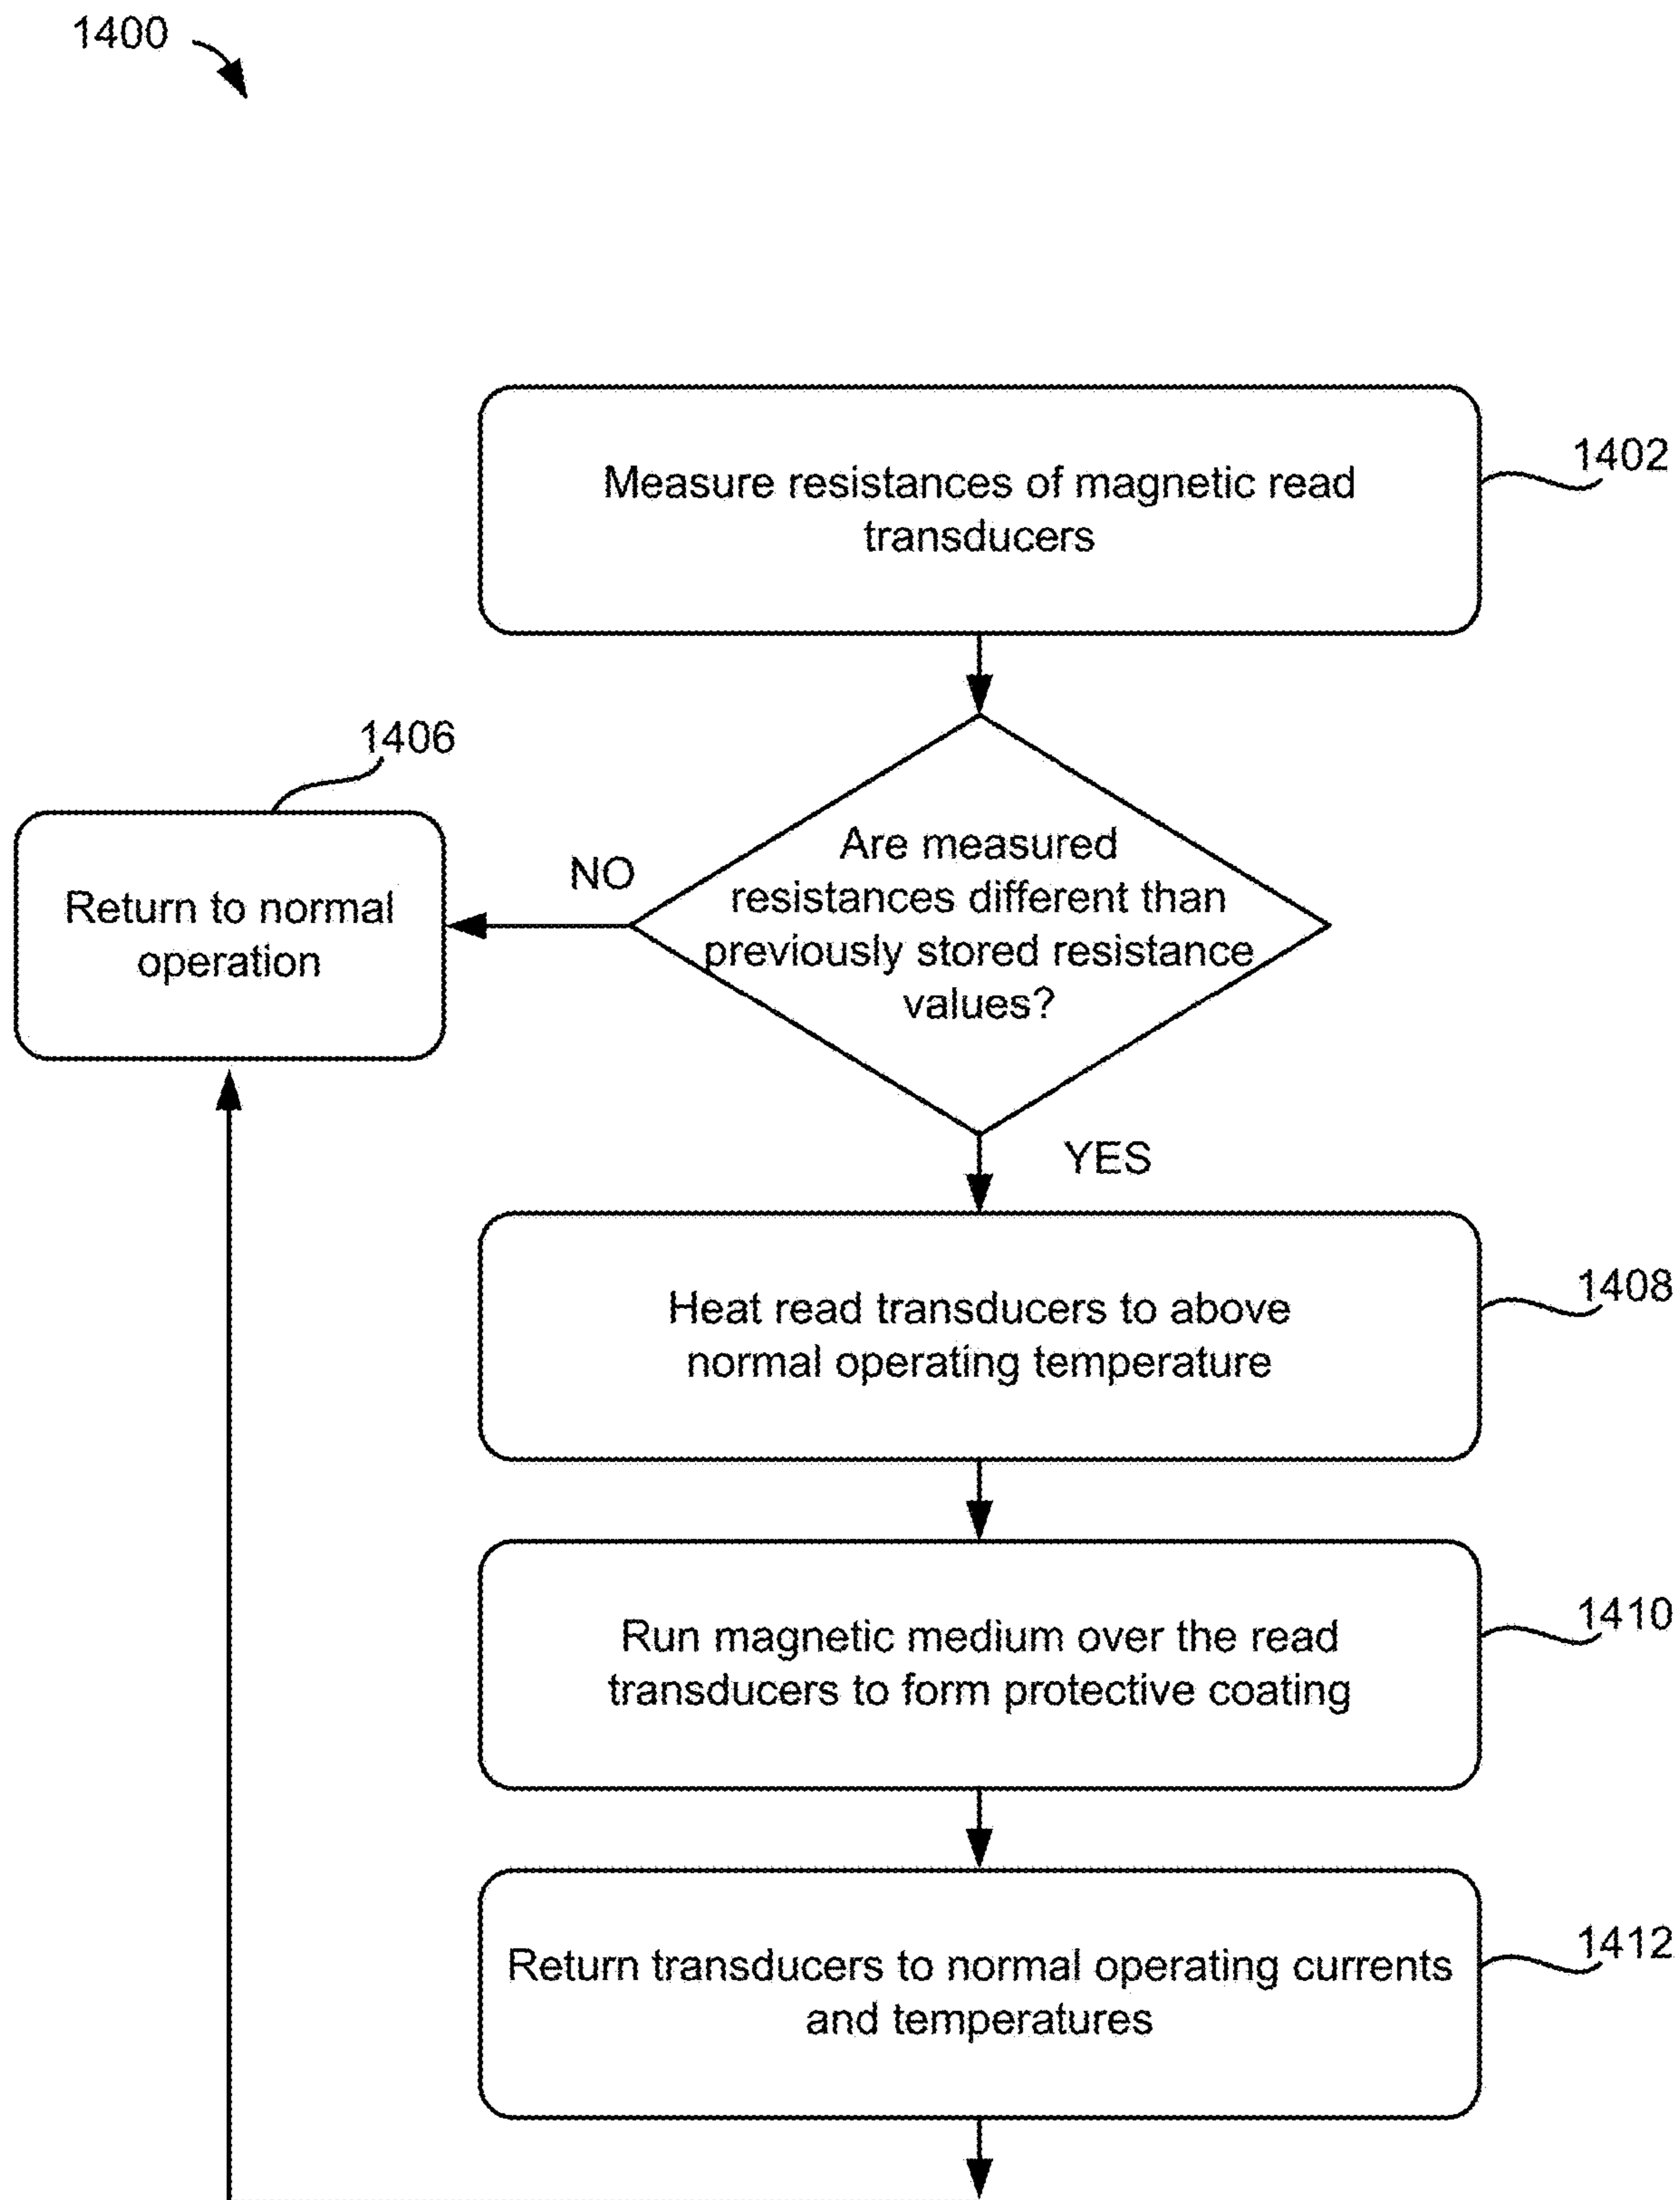 1400
Measure resistances of magnetic read
transducers
1402
1406
Return to normal
operation
NO
Are measured
resistances different than
previously stored resistance
values?
YES
Heat read transducers to above
normal operating temperature
1408
Run magnetic medium over the read
transducers to form protective coating
1410
Return transducers to normal operating currents
and temperatures
1412